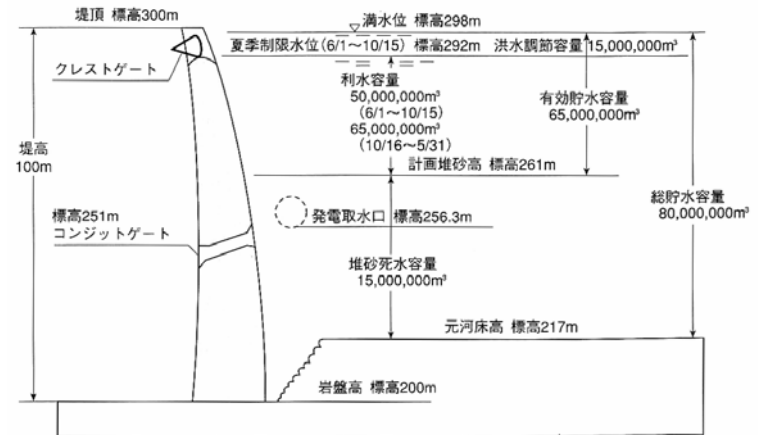 堤頂 標高300m
満水位 標高298m
夏季制限水位(6/1～10/15) 標高292m 洪水調節容量 15,000,000m³
クレストゲート
利水容量
50,000,000m³
(6/1～10/15)
65,000,000m³
(10/16～5/31)
有効貯水容量
65,000,000m³
堤高
100m
計画堆砂高 標高261m
総貯水容量
80,000,000m³
標高251m
コンジットゲート
発電取水口 標高256.3m
堆砂死水容量
15,000,000m³
元河床高 標高217m
岩盤高 標高200m